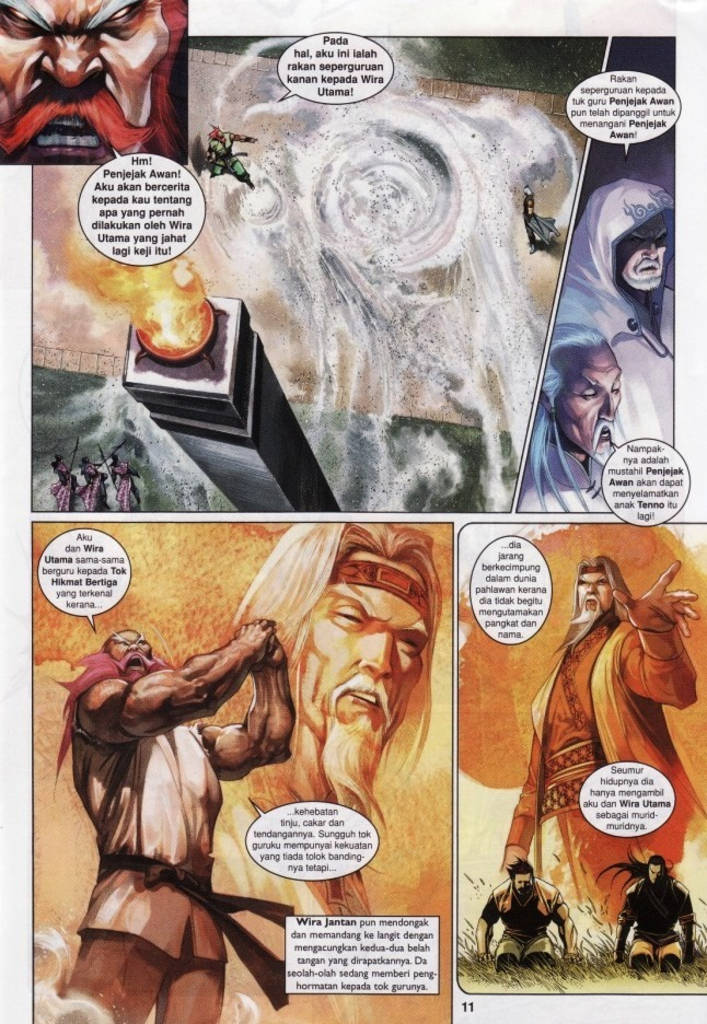 Pada
hal, aku ini ialah
rakan seperguruan
kanan kepada Wira
Utama!
Hm!
Penjejak Awan!
Aku akan bercerita
kepada kau tentang
apa yang pernah
dilakukan oleh Wira
Utama yang jahat
lagi keji itu!
Rakan
seperguruan kepada
tuk guru Penjejak Awan
pun telah dipanggil untuk
menangani Penjejak
Awan!
Nampak-
nya adalah
mustahil Penjejak
Awan akan dapat
menyelamatkan
anak Tenno itu
lagi!
Aku
dan Wira
Utama sama-sama
berguru kepada Tok
Hikmat Bertiga
yang terkenal
kerana...
...kehebatan
tinju, cakar dan
tendangannya. Sungguh tok
guruku mempunyai kekuatan
yang tiada tolok banding-
nya tetapi...
Wira Jantan pun mendongak
dan memandang ke langit dengan
mengacungkan kedua-dua belah
tangan yang dirapatkannya. Da
seolah-olah sedang memberi peng-
hormatan kepada tok gurunya.
...dia
jarang
berkecimpung
dalam dunia
pahlawan kerana
dia tidak begitu
mengutamakan
pangkat dan
nama.
Seumur
hidupnya dia
hanya mengambil
aku dan Wira Utama
sebagai murid-
muridnya.
11